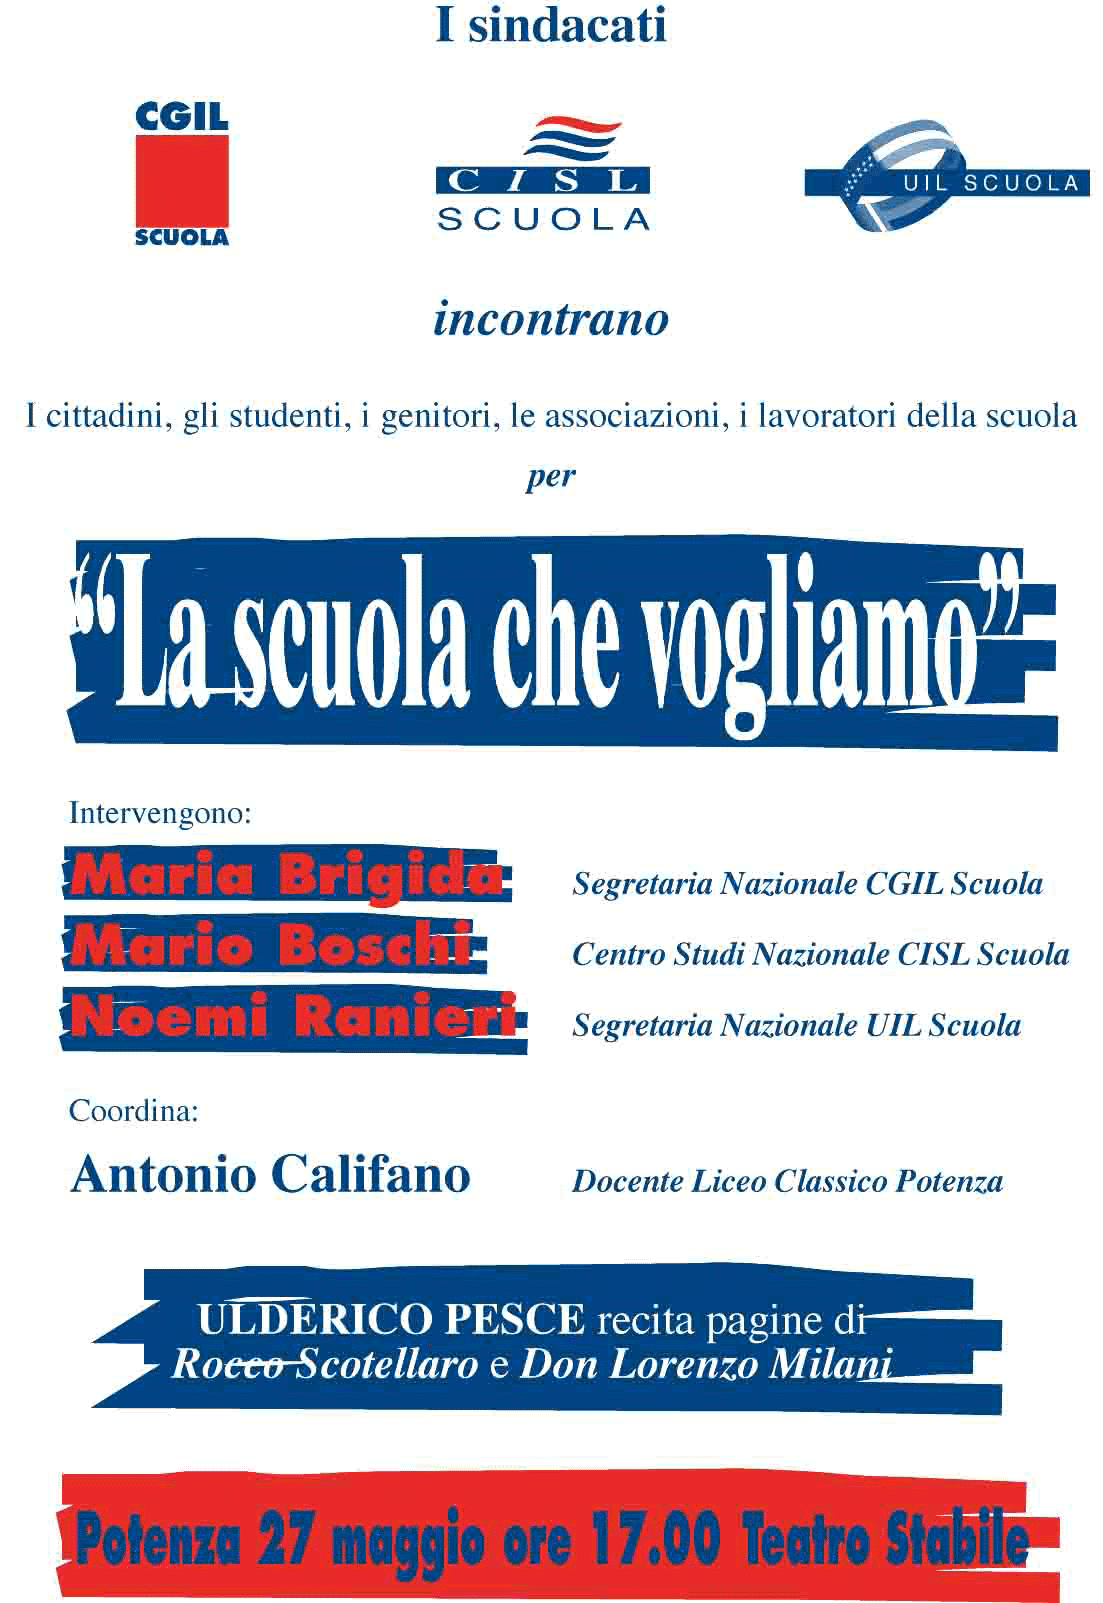 I sindacati
CGIL
SCUOLA
CISL
SCUOLA
UIL SCUOLA
incontrano
I cittadini, gli studenti, i genitori, le associazioni, i lavoratori della scuola
per
“La scuola che vogliamo”
Intervengono:
Maria Brigida Segretaria Nazionale CGIL Scuola
Mario Boschi Centro Studi Nazionale CISL Scuola
Noemi Ranieri Segretaria Nazionale UIL Scuola
Coordina:
Antonio Califano Docente Liceo Classico Potenza
ULDERICO PESCE recita pagine di
Rocco Scotellaro e Don Lorenzo Milani
Potenza 27 maggio ore 17.00 Teatro Stabile